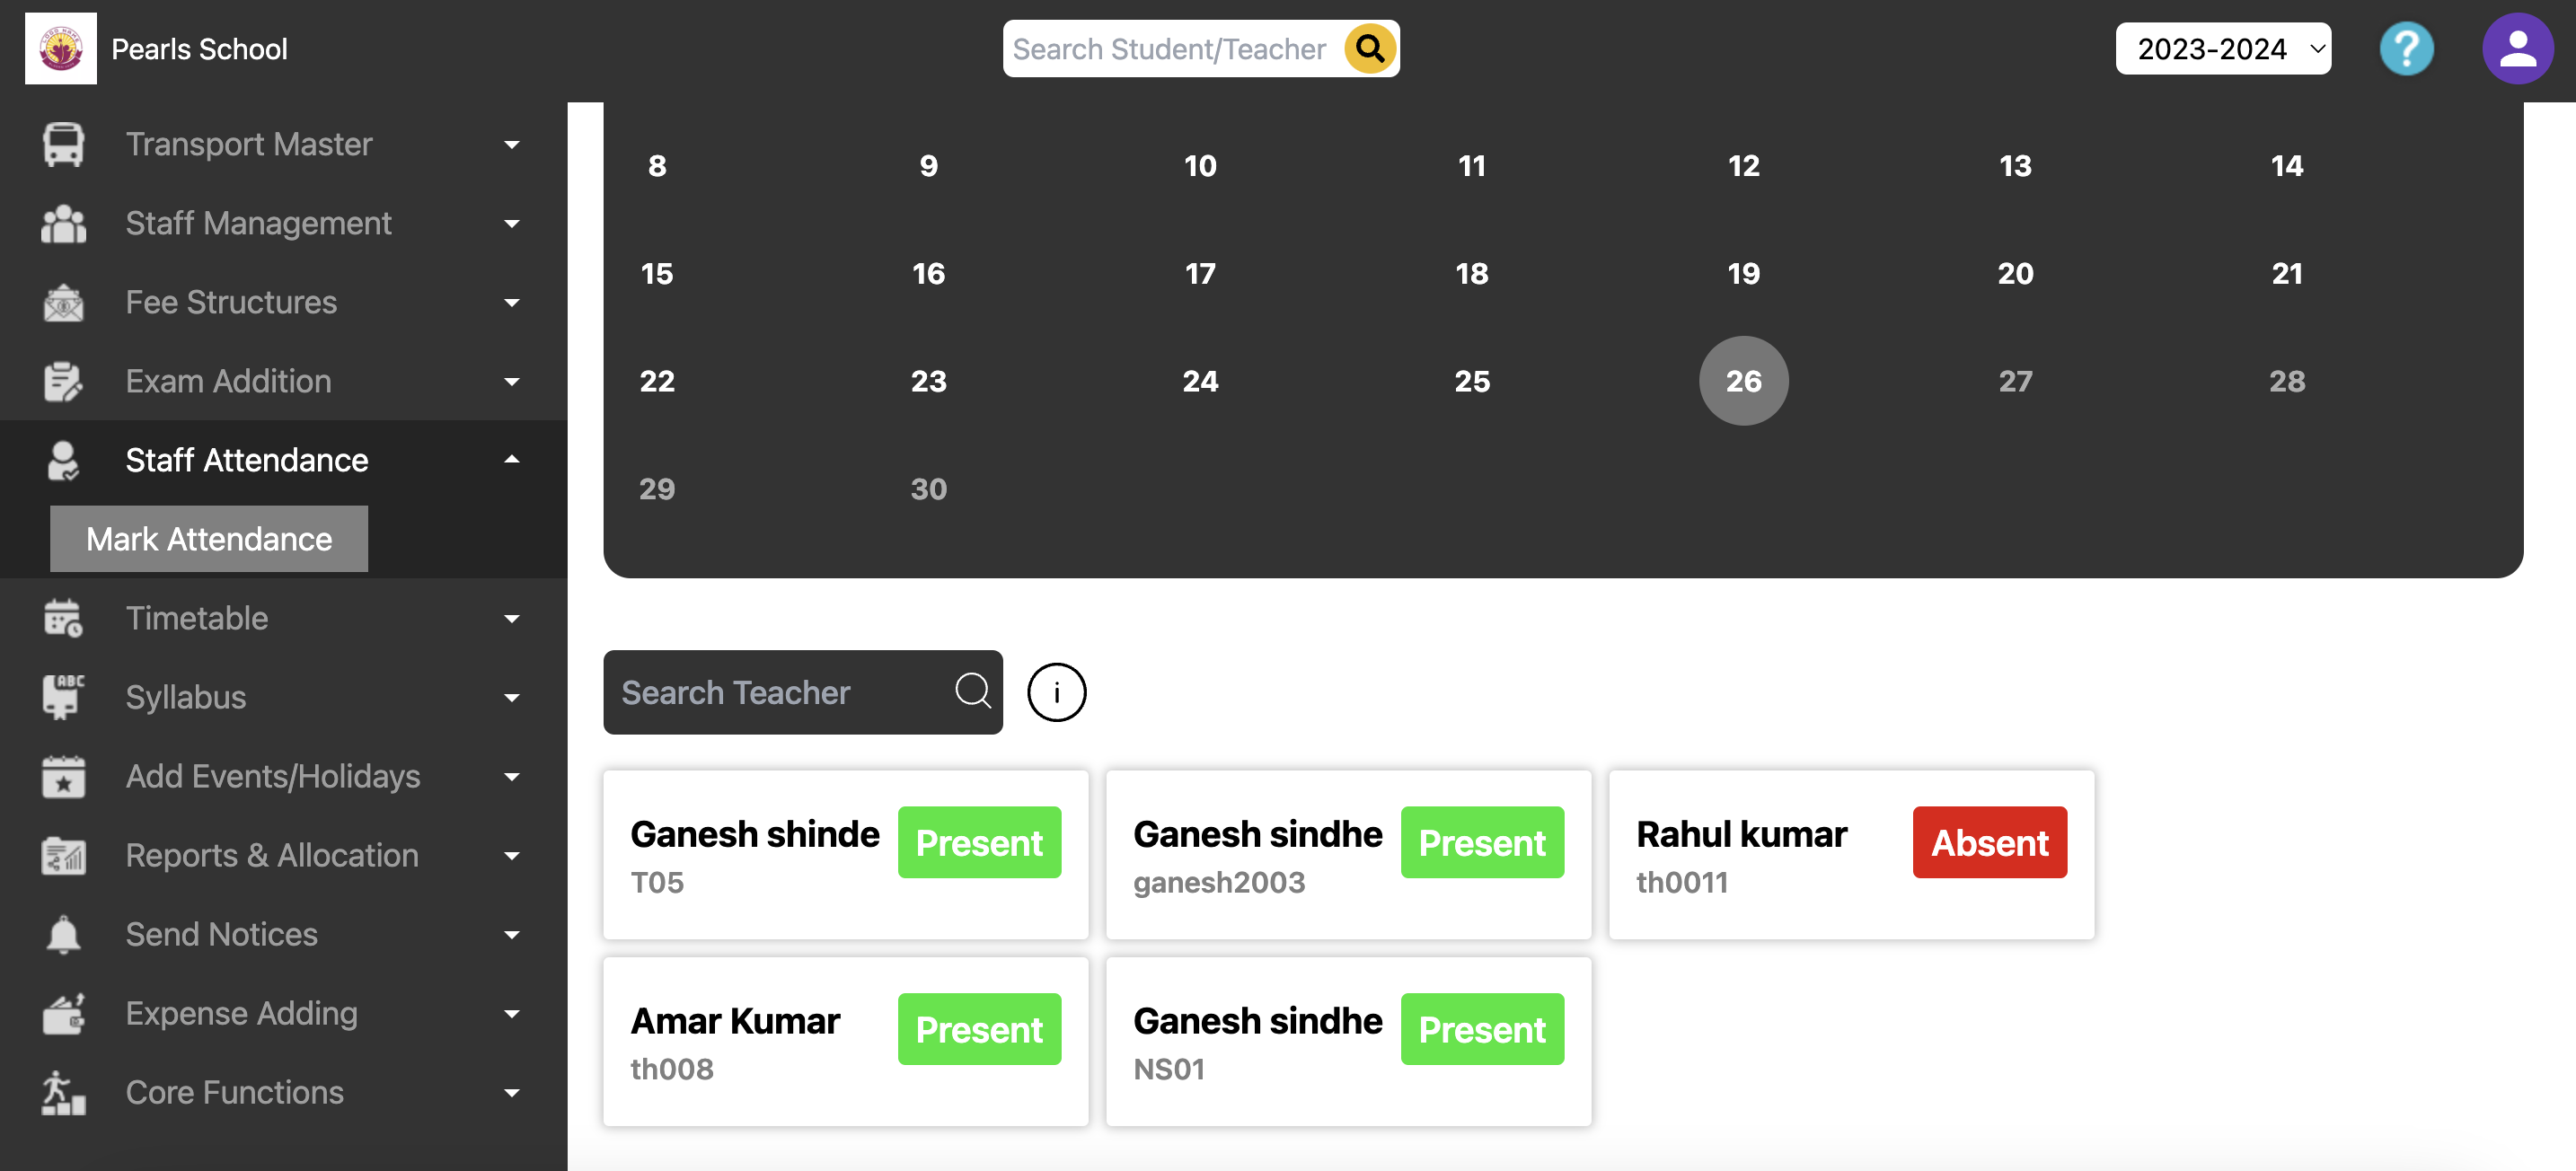 Pearls School
Search Student/Teacher
2023-2024
?
Transport Master
Staff Management
Fee Structures
Exam Addition
Staff Attendance
Mark Attendance
Timetable
Syllabus
Add Events/Holidays
Reports & Allocation
Send Notices
Expense Adding
Core Functions
8 9 10 11 12 13 14
15 16 17 18 19 20 21
22 23 24 25 26 27 28
29 30
Search Teacher
i
Ganesh shinde
T05
Present
Ganesh sindhe
ganesh2003
Present
Rahul kumar
th0011
Absent
Amar Kumar
th008
Present
Ganesh sindhe
NS01
Present